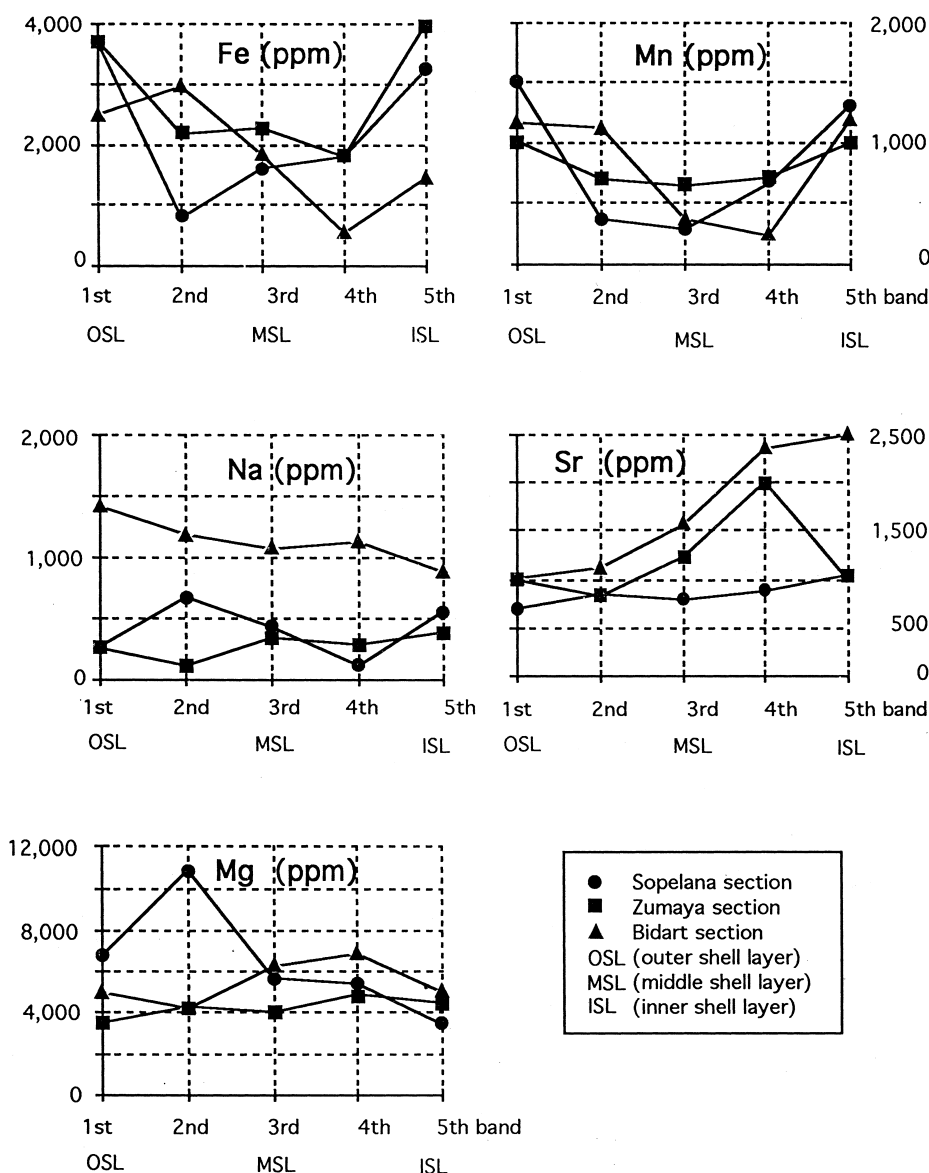 4,000
2,000
0
Fe (ppm)
1st 2nd 3rd 4th 5th
OSL MSL ISL
Mn (ppm)
2,000
1,000
0
1st 2nd 3rd 4th 5th band
OSL MSL ISL
2,000
1,000
0
Na (ppm)
1st 2nd 3rd 4th 5th
OSL MSL ISL
Sr (ppm)
2,500
1,500
500
0
1st 2nd 3rd 4th 5th band
OSL MSL ISL
12,000
8,000
4,000
0
Mg (ppm)
1st 2nd 3rd 4th 5th band
OSL MSL ISL
Sopelana section
Zumaya section
Bidart section
OSL (outer shell layer)
MSL (middle shell layer)
ISL (inner shell layer)